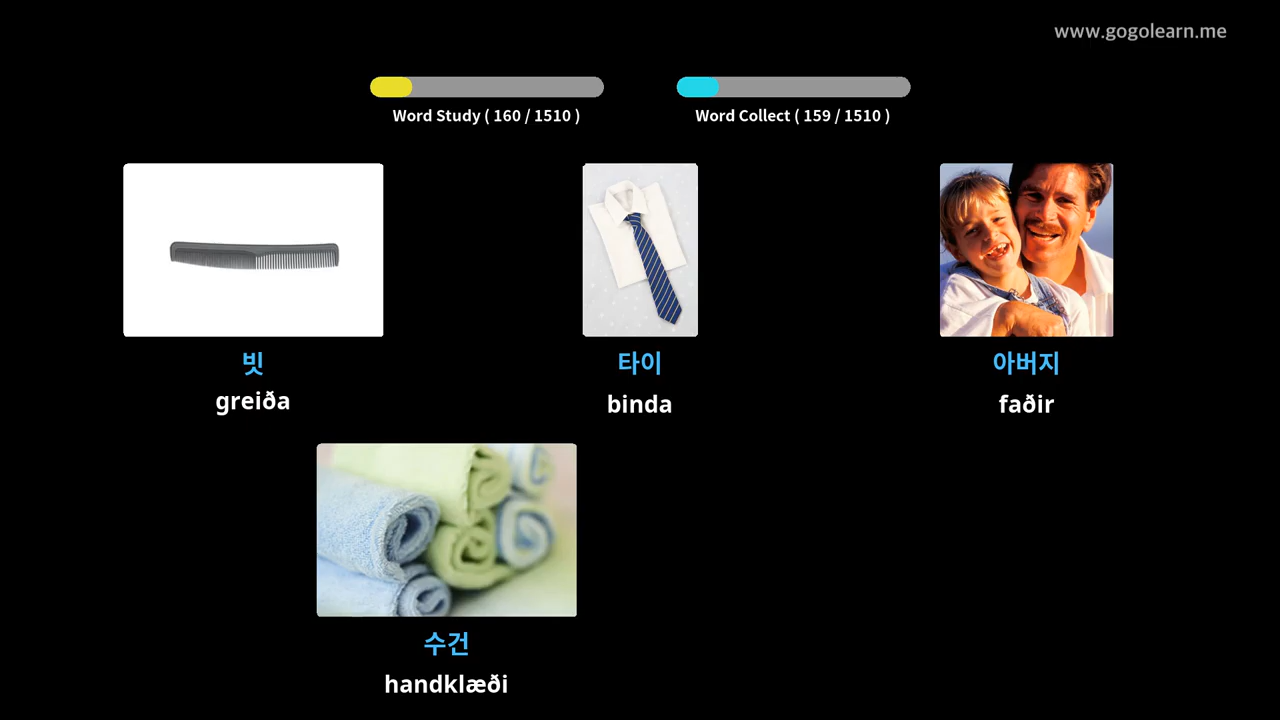 www.gogolearn.me
Word Study ( 160 / 1510 )
Word Collect ( 159 / 1510 )
빗
greiða
타이
binda
아버지
faðir
수건
handklæði